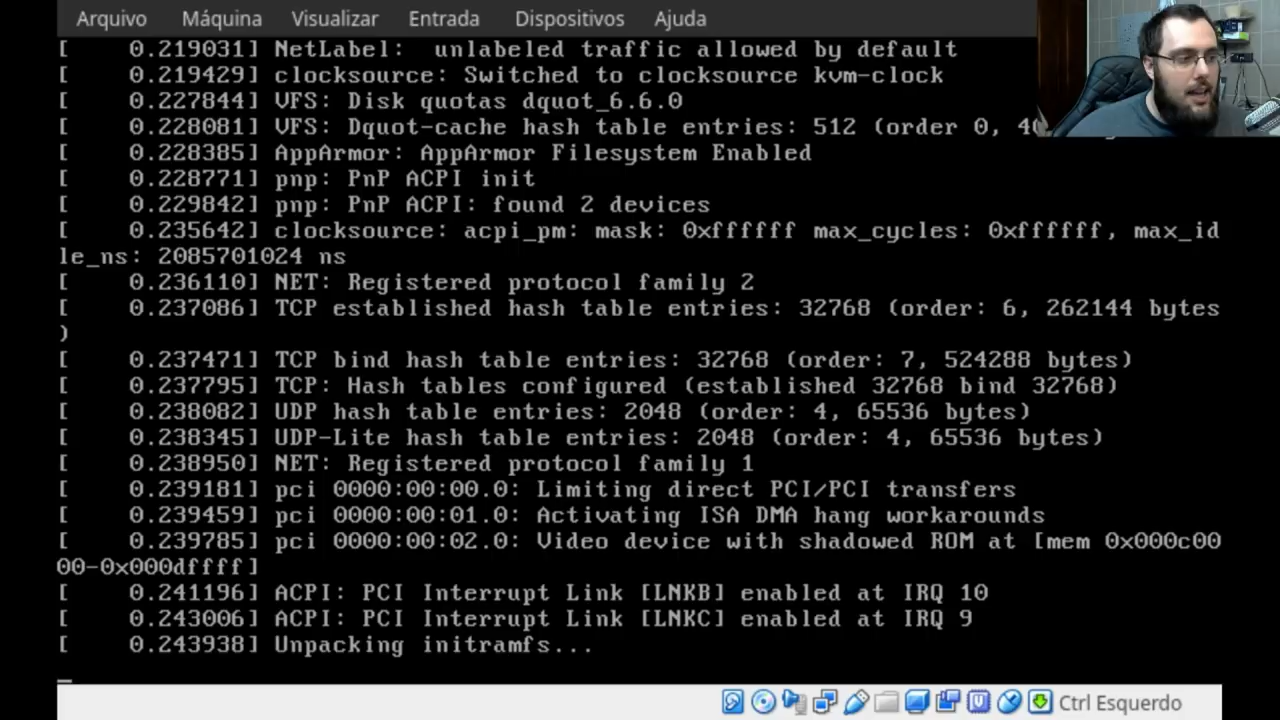 Arquivo Máquina Visualizar Entrada Dispositivos Ajuda
[    0.219031] NetLabel:  unlabeled traffic allowed by default
[    0.219429] clocksource: Switched to clocksource kvm-clock
[    0.227844] VFS: Disk quotas dquot_6.6.0
[    0.228081] VFS: Dquot-cache hash table entries: 512 (order 0,
[    0.228385] AppArmor: AppArmor Filesystem Enabled
[    0.228771] pnp: PnP ACPI init
[    0.229842] pnp: PnP ACPI: found 2 devices
[    0.235642] clocksource: acpi_pm: mask: 0xffffff max_cycles: 0xffffff, max_id
le_ns: 2085701024 ns
[    0.236110] NET: Registered protocol family 2
[    0.237086] TCP established hash table entries: 32768 (order: 6, 262144 bytes
)
[    0.237471] TCP bind hash table entries: 32768 (order: 7, 524288 bytes)
[    0.237795] TCP: Hash tables configured (established 32768 bind 32768)
[    0.238082] UDP hash table entries: 2048 (order: 4, 65536 bytes)
[    0.238345] UDP-Lite hash table entries: 2048 (order: 4, 65536 bytes)
[    0.238950] NET: Registered protocol family 1
[    0.239181] pci 0000:00:00.0: Limiting direct PCI/PCI transfers
[    0.239459] pci 0000:00:01.0: Activating ISA DMA hang workarounds
[    0.239785] pci 0000:00:02.0: Video device with shadowed ROM at [mem 0x000c00
00-0x000dffff]
[    0.241196] ACPI: PCI Interrupt Link [LNKB] enabled at IRQ 10
[    0.243006] ACPI: PCI Interrupt Link [LNKC] enabled at IRQ 9
[    0.243938] Unpacking initramfs...
Ctrl Esquerdo